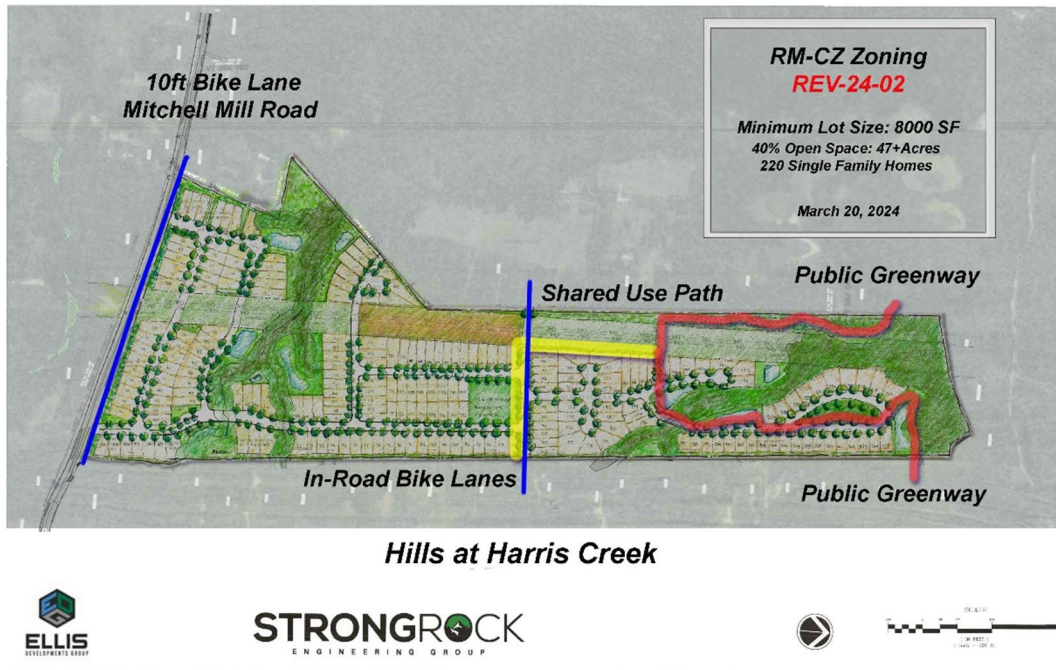 10ft Bike Lane
Mitchell Mill Road
RM-CZ Zoning
REV-24-02
Minimum Lot Size: 8000 SF
40% Open Space: 47+Acres
220 Single Family Homes
March 20, 2024
Public Greenway
Shared Use Path
In-Road Bike Lanes
Public Greenway
Hills at Harris Creek
ELLIS
DEVELOPMENTS GROUP
STRONGROCK
ENGINEERING GROUP
SCALE